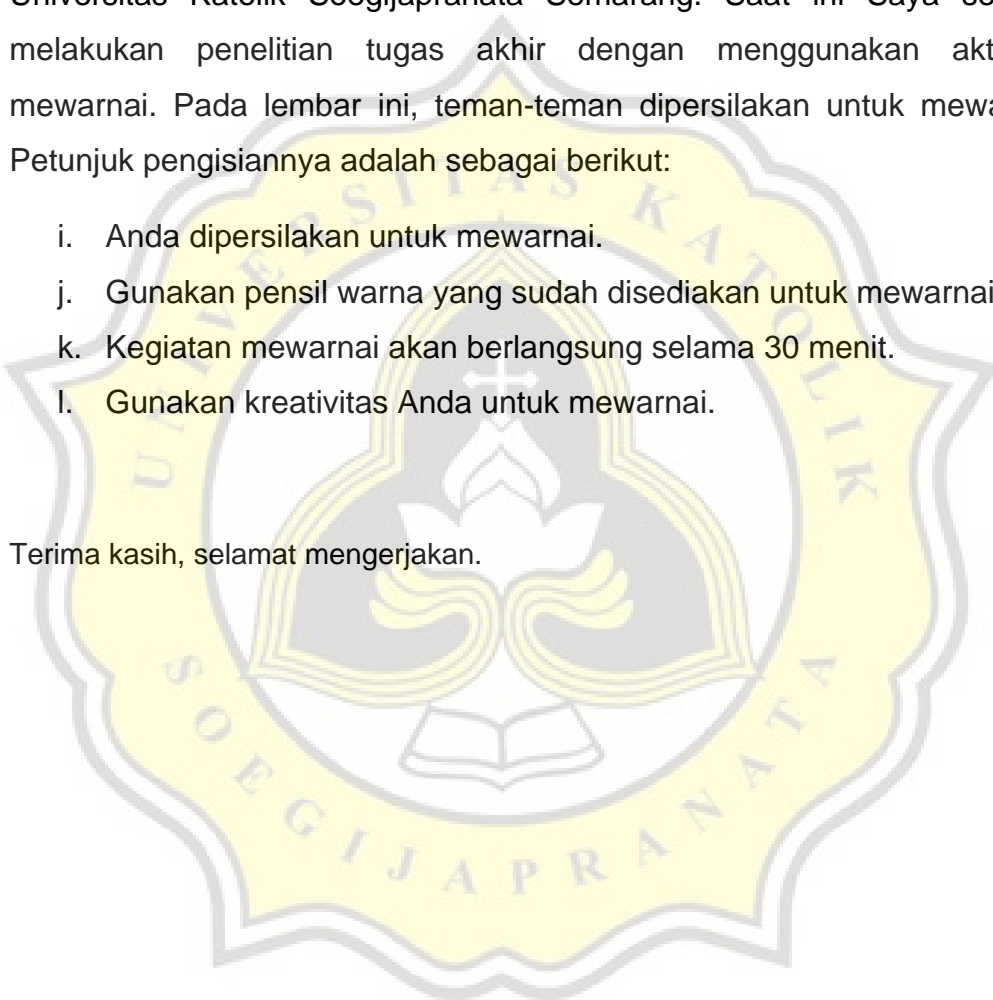 Universitas Katolik Soegijapranata Semarang. Saat ini Saya se
melakukan penelitian tugas akhir dengan menggunakan akt
mewarnai. Pada lembar ini, teman-teman dipersilakan untuk mewa
Petunjuk pengisiannya adalah sebagai berikut:
i. Anda dipersilakan untuk mewarnai.
j. Gunakan pensil warna yang sudah disediakan untuk mewarnai
k. Kegiatan mewarnai akan berlangsung selama 30 menit.
l. Gunakan kreativitas Anda untuk mewarnai.
Terima kasih, selamat mengerjakan.
UNIVERSITAS KATOLIK
SOEGIJAPRANATA